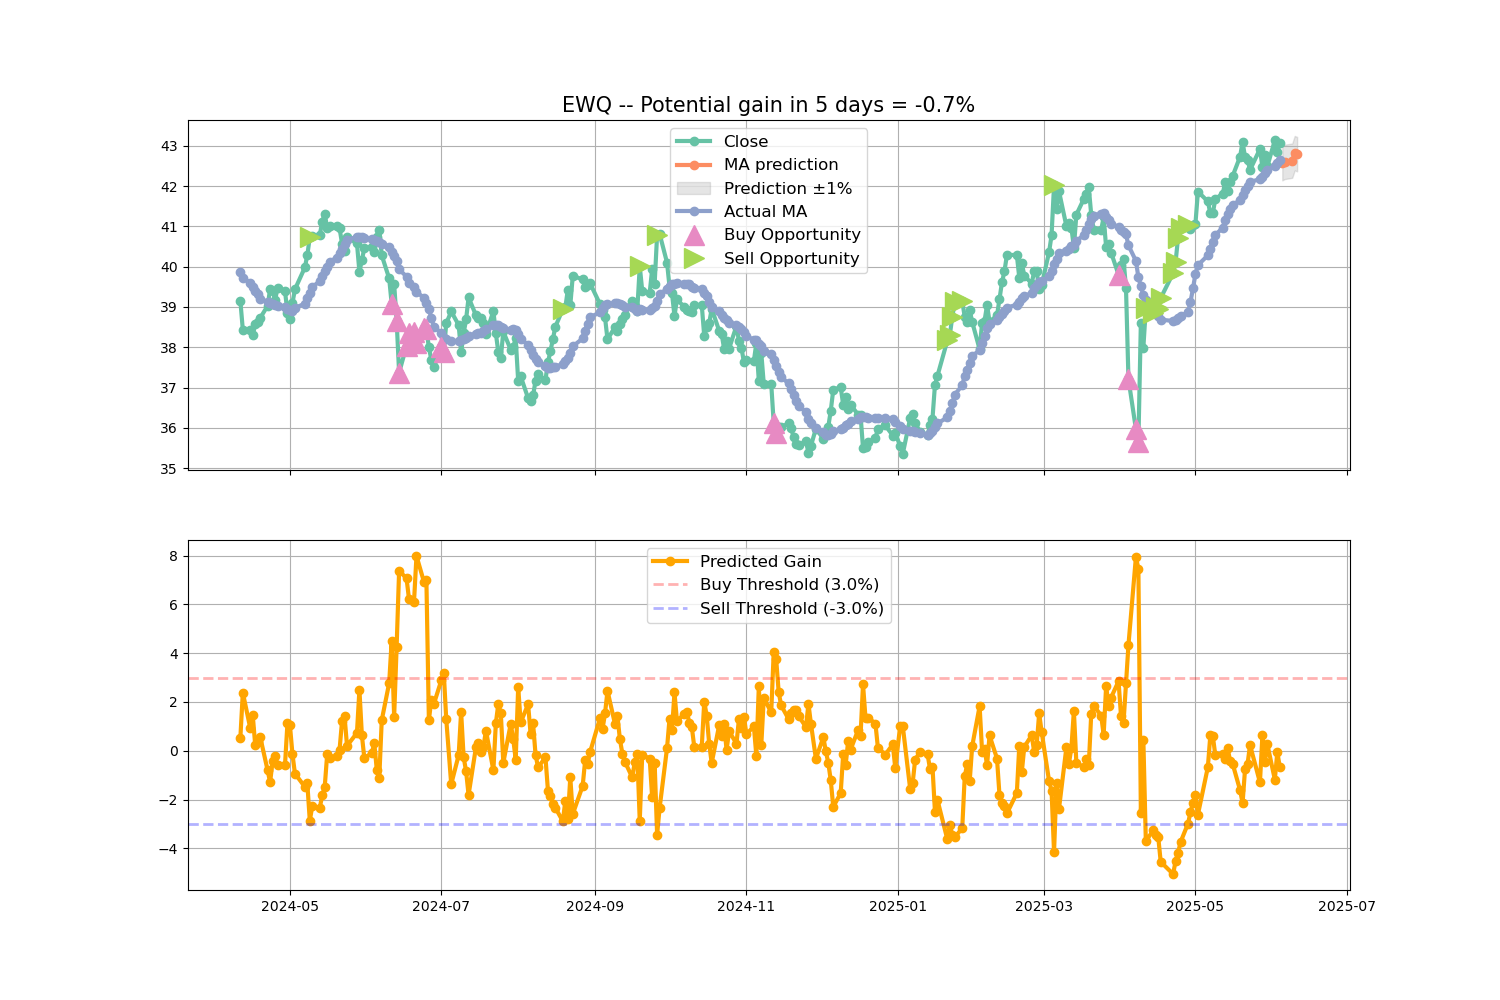 EWQ -- Potential gain in 5 days = -0.7%
43
42
41
40
39
38
37
36
35
Close
MA prediction
Prediction ±1%
Actual MA
Buy Opportunity
Sell Opportunity
8
6
4
2
0
−2
−4
Predicted Gain
Buy Threshold (3.0%)
Sell Threshold (-3.0%)
2024-05 2024-07 2024-09 2024-11 2025-01 2025-03 2025-05 2025-07